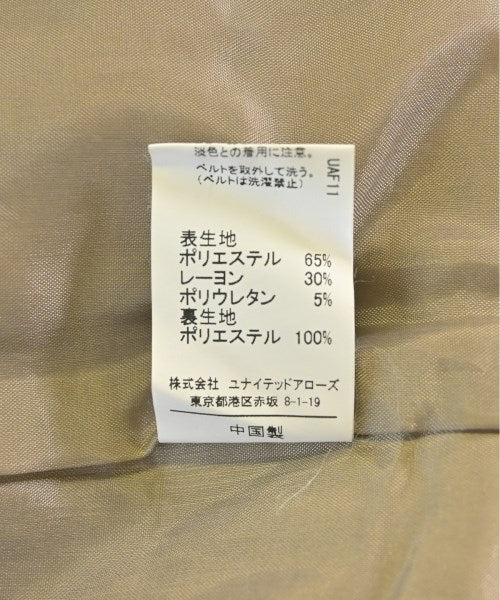 淡色との着用に注意。
ベルトを取外して洗う。
(ベルトは洗濯禁止)
UAF11
表生地
ポリエステル 65%
レーヨン 30%
ポリウレタン 5%
裏生地
ポリエステル 100%
株式会社 ユナイテッドアローズ
東京都港区赤坂 8-1-19
中国製